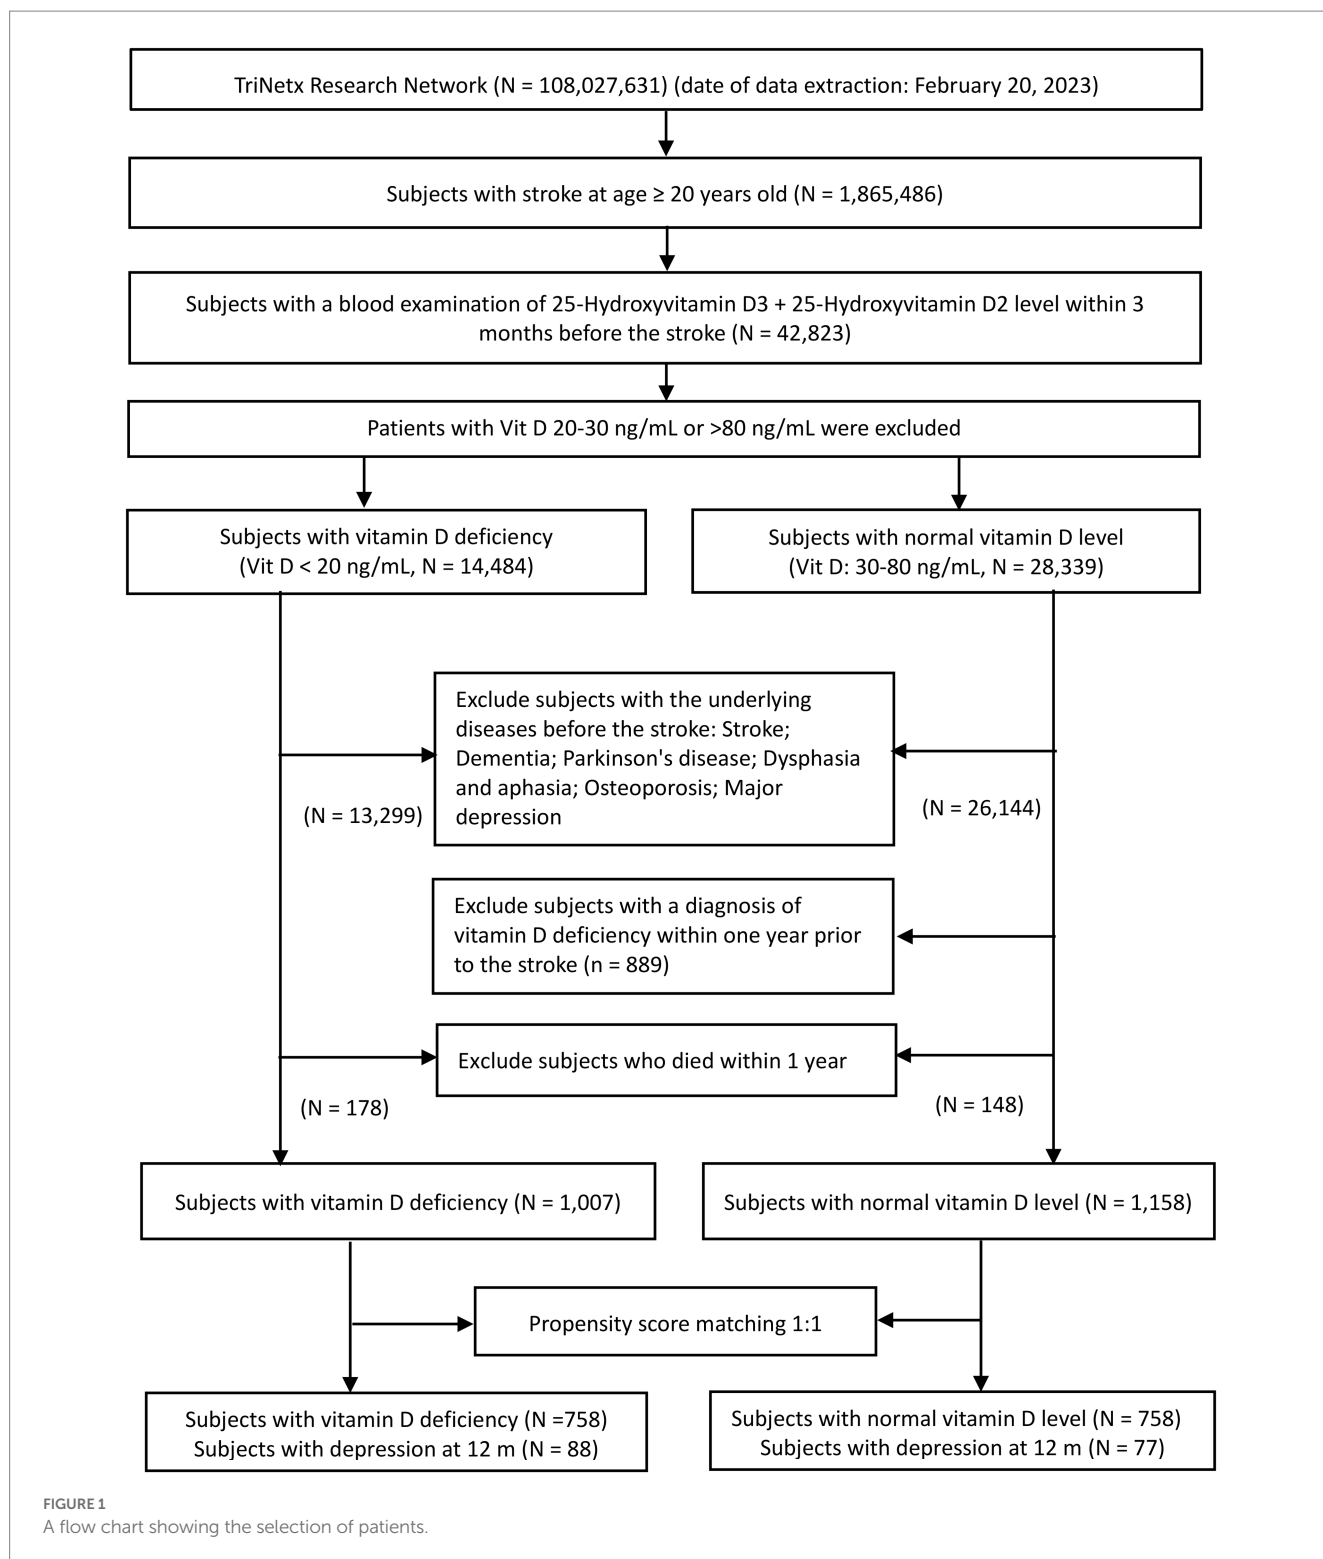 TriNetx Research Network (N = 108,027,631) (date of data extraction: February 20, 2023)
Subjects with stroke at age ≥ 20 years old (N = 1,865,486)
Subjects with a blood examination of 25-Hydroxyvitamin D3 + 25-Hydroxyvitamin D2 level within 3
months before the stroke (N = 42,823)
Patients with Vit D 20-30 ng/mL or >80 ng/mL were excluded
Subjects with vitamin D deficiency
(Vit D < 20 ng/mL, N = 14,484)
Subjects with normal vitamin D level
(Vit D: 30-80 ng/mL, N = 28,339)
Exclude subjects with the underlying
diseases before the stroke: Stroke;
Dementia; Parkinson's disease; Dysphasia
and aphasia; Osteoporosis; Major
depression
(N = 13,299)
(N = 26,144)
Exclude subjects with a diagnosis of
vitamin D deficiency within one year prior
to the stroke (n = 889)
Exclude subjects who died within 1 year
(N = 178)
(N = 148)
Subjects with vitamin D deficiency (N = 1,007)
Subjects with normal vitamin D level (N = 1,158)
Propensity score matching 1:1
Subjects with vitamin D deficiency (N =758)
Subjects with depression at 12 m (N = 88)
Subjects with normal vitamin D level (N = 758)
Subjects with depression at 12 m (N = 77)
FIGURE 1
A flow chart showing the selection of patients.